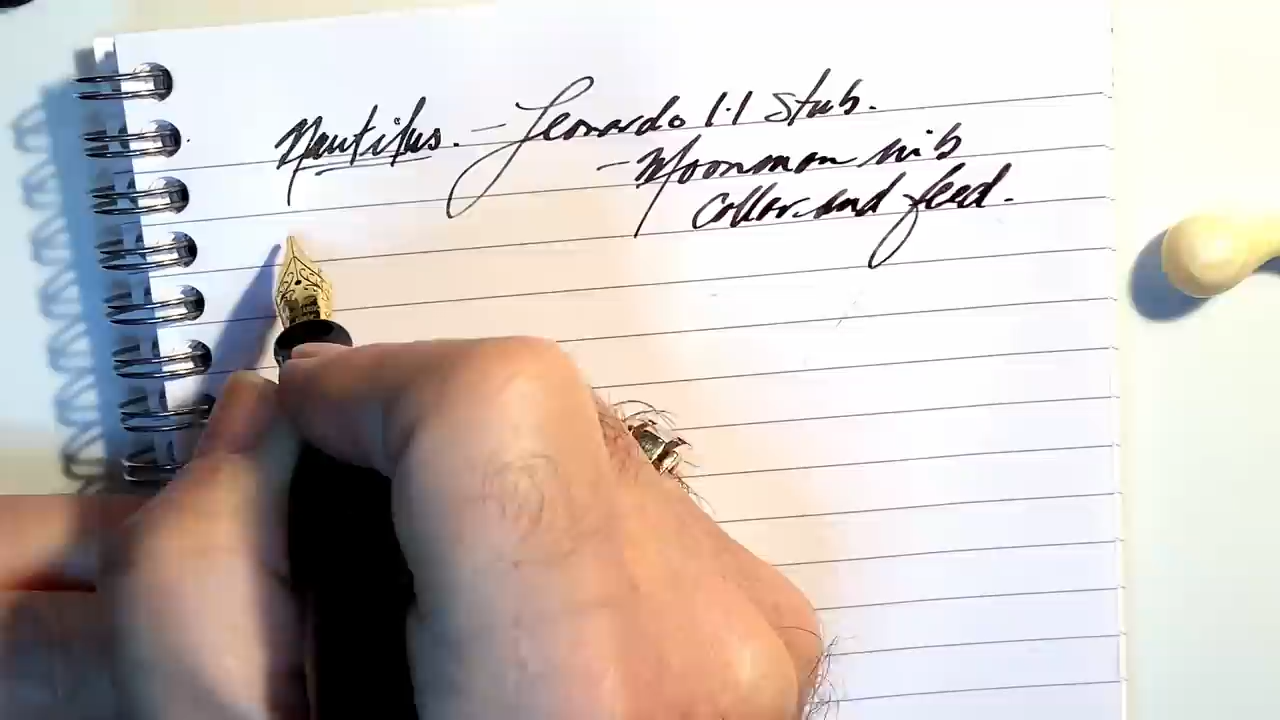 Nautilus. - Leonardo 1.1 Stub.
- Moonman nib
collar and feed.